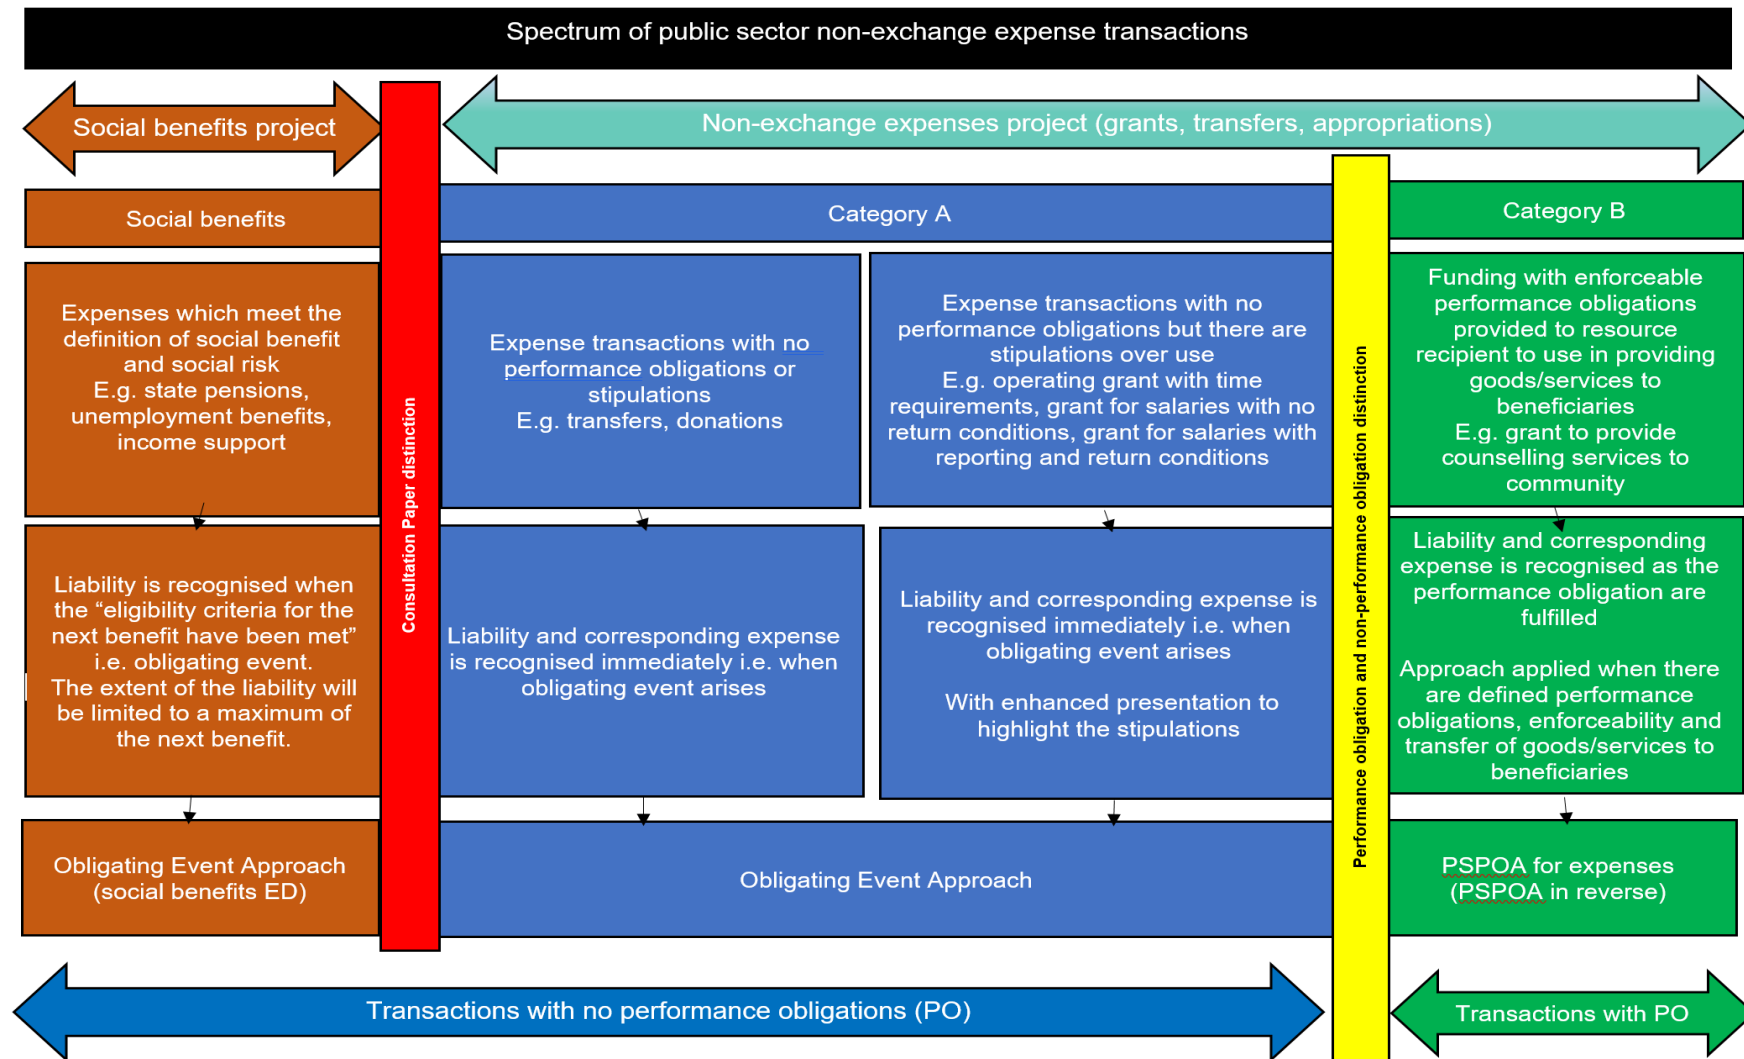 Spectrum of public sector non-exchange expense transactions
Social benefits project
Non-exchange expenses project (grants, transfers, appropriations)
Social benefits
Category A
Category B
Expenses which meet the
definition of social benefit
and social risk
E.g. state pensions,
unemployment benefits,
income support
Consultation Paper distinction
Expense transactions with no
performance obligations or
stipulations
E.g. transfers, donations
Expense transactions with no
performance obligations but there are
stipulations over use
E.g. operating grant with time
requirements, grant for salaries with no
return conditions, grant for salaries with
reporting and return conditions
Performance obligation and non-performance obligation distinction
Funding with enforceable
performance obligations
provided to resource
recipient to use in providing
goods/services to
beneficiaries
E.g. grant to provide
counselling services to
community
Liability is recognised when
the “eligibility criteria for the
next benefit have been met”
i.e. obligating event.
The extent of the liability will
be limited to a maximum of
the next benefit.
Liability and corresponding expense
is recognised immediately i.e. when
obligating event arises
Liability and corresponding expense is
recognised immediately i.e. when
obligating event arises
With enhanced presentation to
highlight the stipulations
Liability and corresponding
expense is recognised as the
performance obligation are
fulfilled
Approach applied when there
are defined performance
obligations, enforceability and
transfer of goods/services to
beneficiaries
Obligating Event Approach
(social benefits ED)
Obligating Event Approach
PSPOA for expenses
(PSPOA in reverse)
Transactions with no performance obligations (PO)
Transactions with PO